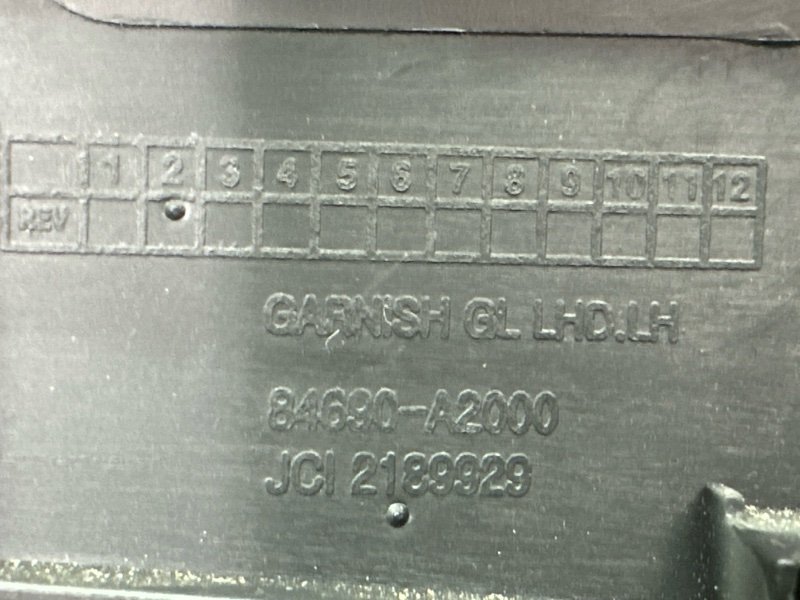 1 2 3 4 5 6 7 8 9 10 11 12
REV
GARNISH GL LHD.LH
84690-A2000
JCI 2189929